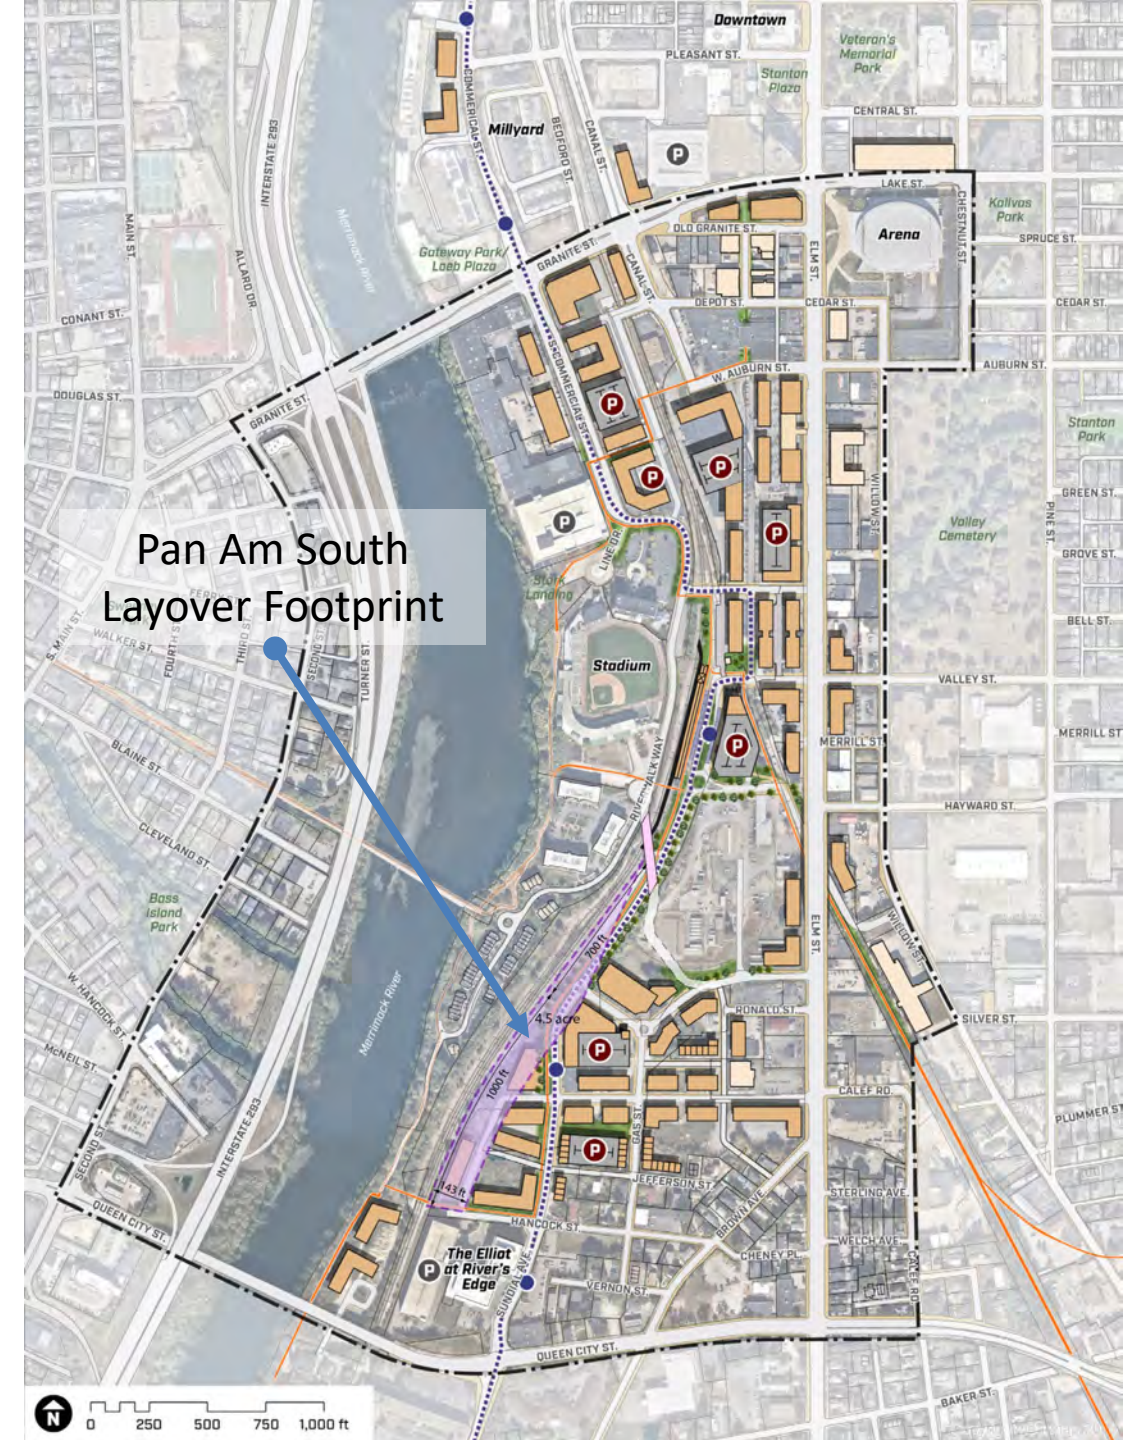 Downtown
PLEASANT ST.
Veteran's
Memorial
Park
Stanton
Plaza
COMMERICAL ST.
INTERSTATE 293
CENTRAL ST.
Millyard
BEDFORD ST.
CANAL ST.
P
LAKE ST.
CHESTNUT ST.
Kalivas
Park
MAIN ST.
Merrimack River
OLD GRANITE ST.
Arena
SPRUCE ST.
ALLARD DR
Gateway Park/
Loeb Plaza
GRANITE ST.
ELM ST.
CANAL ST.
DEPOT ST.
CEDAR ST.
CEDAR ST.
CONANT ST.
S. COMMERCIAL ST.
W. AUBURN ST.
AUBURN ST.
DOUGLAS ST.
GRANITE ST.
P
Stanton
Park
P
P
WILLOW ST.
GREEN ST.
PINE ST
P
P
Valley
Cemetery
Pan Am South
Layover Footprint
LINE DR.
GROVE ST.
FERRY ST.
Stark
Landing
BELL ST.
WALKER ST.
S. MAIN ST.
FOURTH ST.
THIRD ST.
SECOND ST.
TURNER ST.
Stadium
VALLEY ST.
BLAINE ST.
RIVERWALK WAY
P
MERRILL ST.
MERRILL ST
CLEVELAND ST.
HAYWARD ST.
Bass
Island
Park
ELM ST.
WILLOW ST.
700 ft
W. HANCOCK ST.
Merrimack River
4.5 acre
RONALD ST.
SILVER ST.
McNEIL ST.
P
1000 ft
CALEF RD.
GAS ST.
PLUMMER ST
INTERSTATE 293
SECOND ST.
P
143 ft
JEFFERSON ST.
BROWN AVE.
STERLING AVE.
QUEEN CITY ST.
HANCOCK ST.
WELCH AVE.
CHENEY PL.
CALEF RD.
The Elliot
at River's
Edge
P
SUNDIAL AVE.
VERNON ST.
QUEEN CITY ST.
BAKER ST.
N
0 250 500 750 1,000 ft